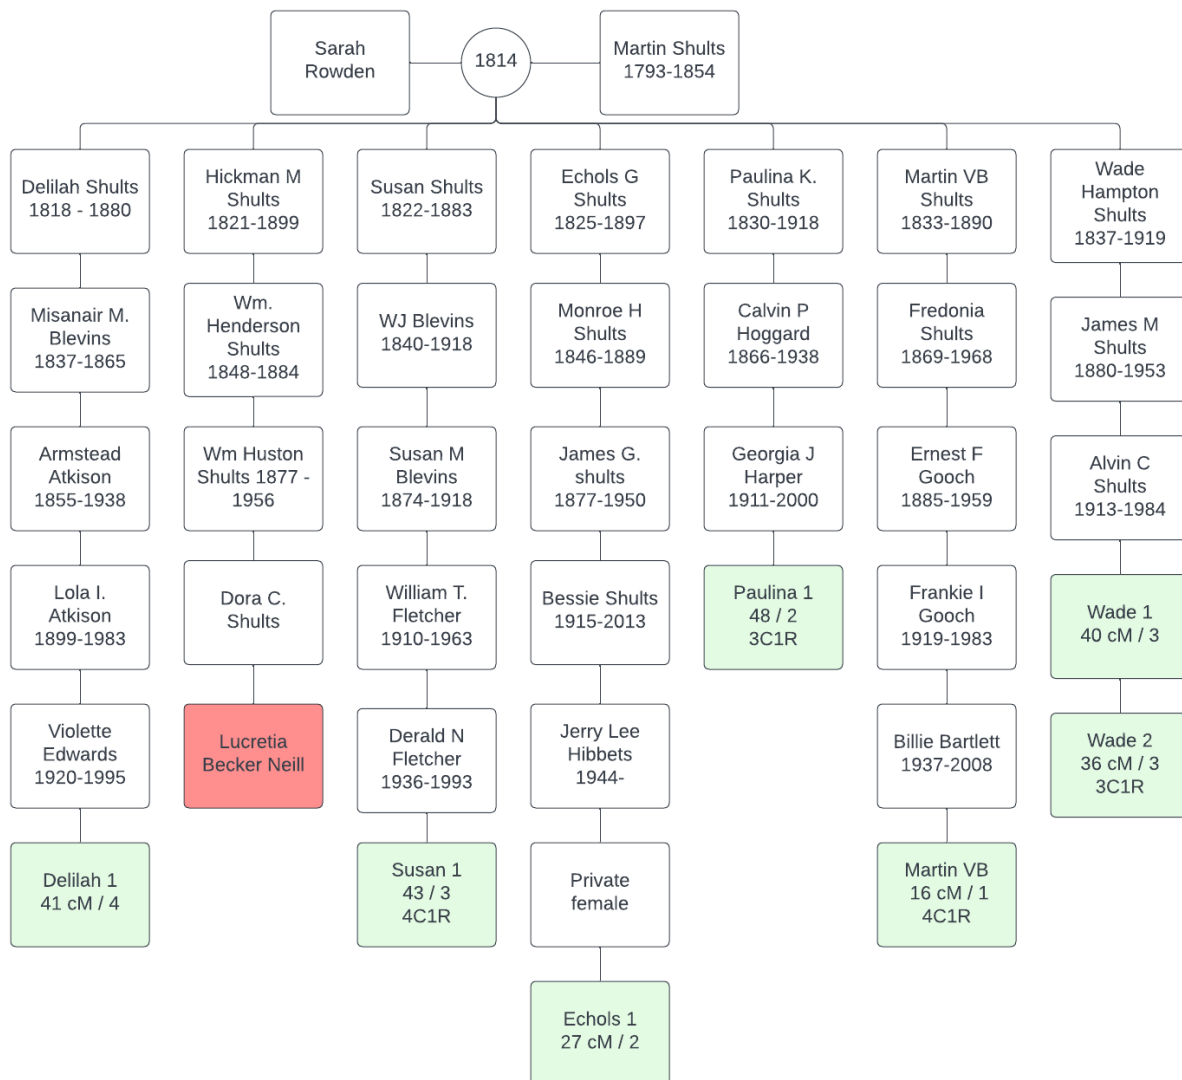 Sarah
Rowden
1814
Martin Shults
1793-1854
Delilah Shults
1818 - 1880
Hickman M
Shults
1821-1899
Susan Shults
1822-1883
Echols G
Shults
1825-1897
Paulina K.
Shults
1830-1918
Martin VB
Shults
1833-1890
Wade
Hampton
Shults
1837-1919
Misanair M.
Blevins
1837-1865
Wm.
Henderson
Shults
1848-1884
WJ Blevins
1840-1918
Monroe H
Shults
1846-1889
Calvin P
Hoggard
1866-1938
Fredonia
Shults
1869-1968
James M
Shults
1880-1953
Armstead
Atkison
1855-1938
Wm Huston
Shults 1877 -
1956
Susan M
Blevins
1874-1918
James G.
shults
1877-1950
Georgia J
Harper
1911-2000
Ernest F
Gooch
1885-1959
Alvin C
Shults
1913-1984
Lola I.
Atkison
1899-1983
Dora C.
Shults
William T.
Fletcher
1910-1963
Bessie Shults
1915-2013
Paulina 1
48 / 2
3C1R
Frankie I
Gooch
1919-1983
Wade 1
40 cM / 3
Violette
Edwards
1920-1995
Lucretia
Becker Neill
Derald N
Fletcher
1936-1993
Jerry Lee
Hibbets
1944-
Billie Bartlett
1937-2008
Wade 2
36 cM / 3
3C1R
Delilah 1
41 cM / 4
Susan 1
43 / 3
4C1R
Private
female
Martin VB
16 cM / 1
4C1R
Echols 1
27 cM / 2